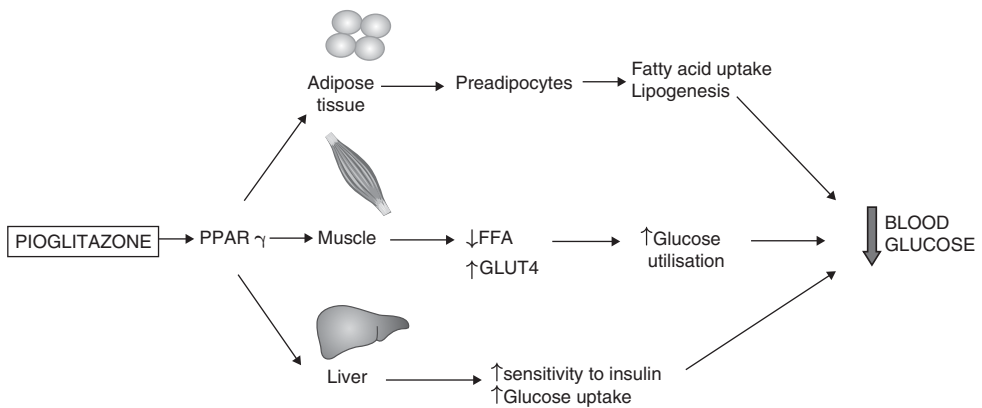 Adipose
tissue
Preadipocytes
Fatty acid uptake
Lipogenesis
PIOGLITAZONE
PPAR γ
Muscle
↓FFA
↑GLUT4
↑Glucose
utilisation
BLOOD
GLUCOSE
Liver
↑sensitivity to insulin
↑Glucose uptake